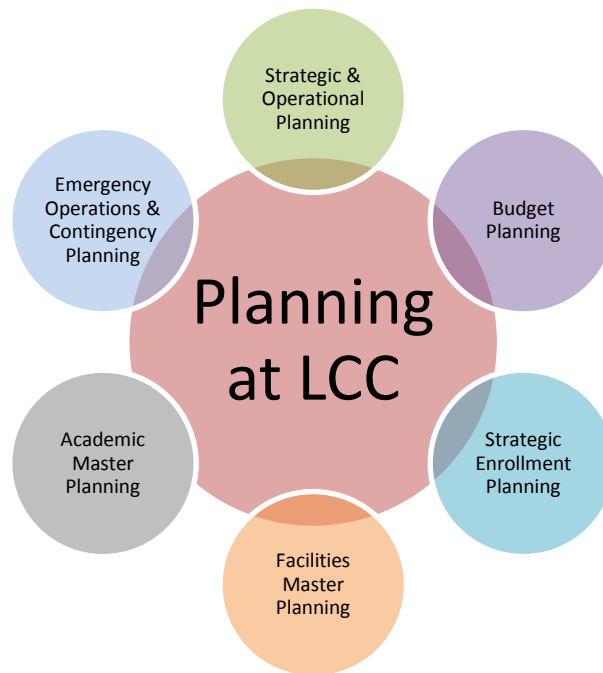 Strategic &
Operational
Planning
Emergency
Operations &
Contingency
Planning
Budget
Planning
Planning
at LCC
Academic
Master
Planning
Strategic
Enrollment
Planning
Facilities
Master
Planning